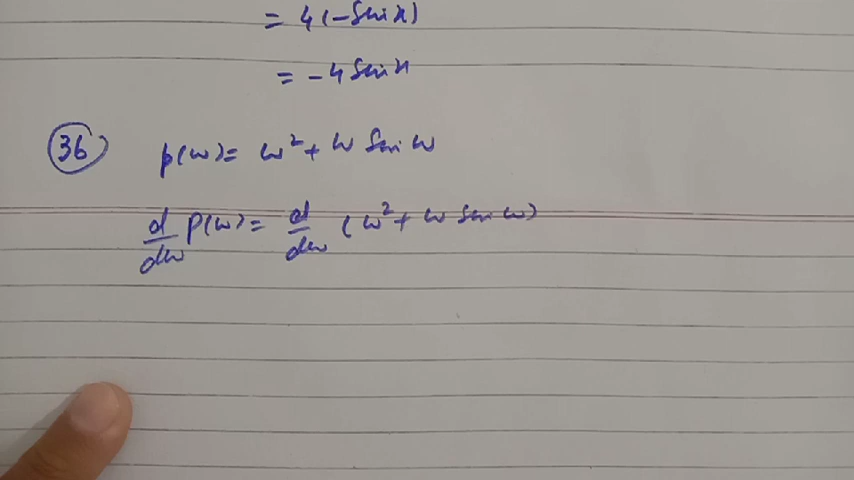 = 4(-Sin x)
= -4 Sin x
36 p(w) = w² + w Sin w
d/dw P(w) = d/dw (w² + w Sin w)